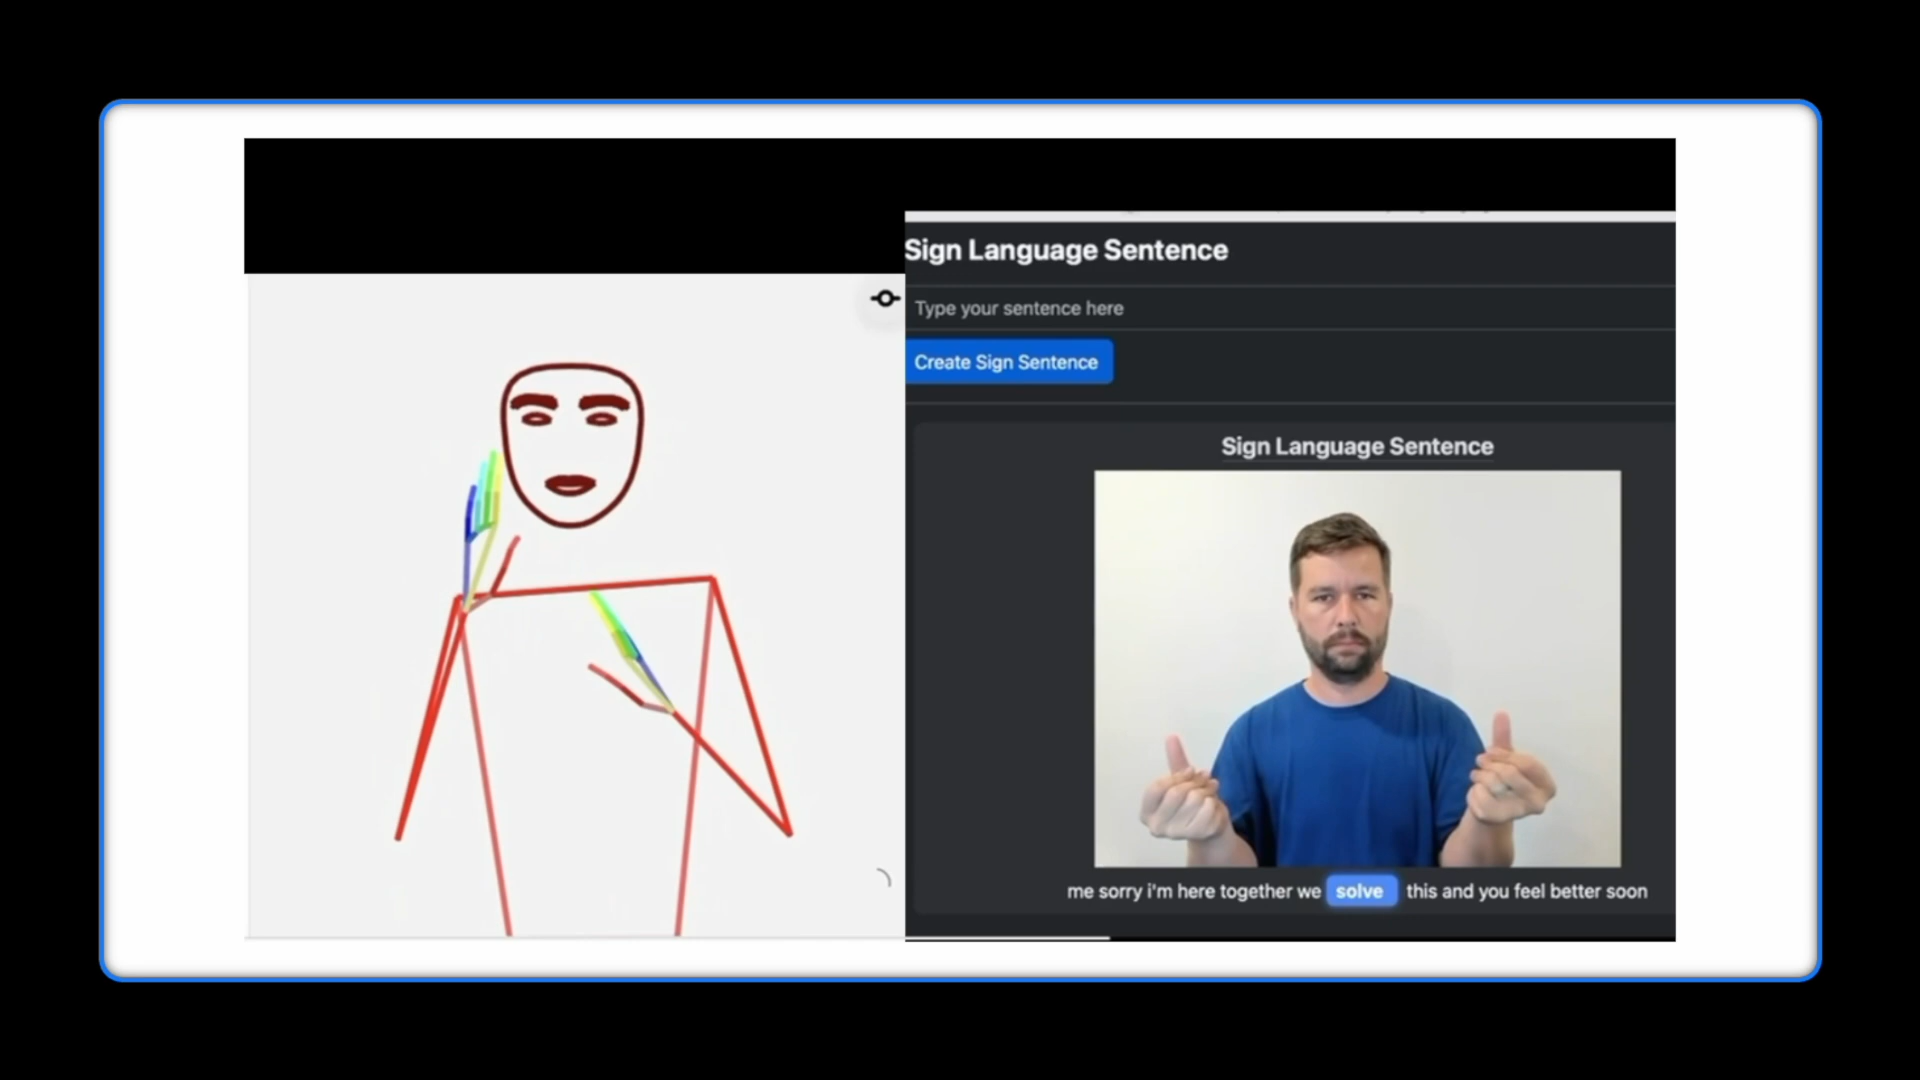 Sign Language Sentence
Type your sentence here
Create Sign Sentence
Sign Language Sentence
me sorry i'm here together we solve this and you feel better soon